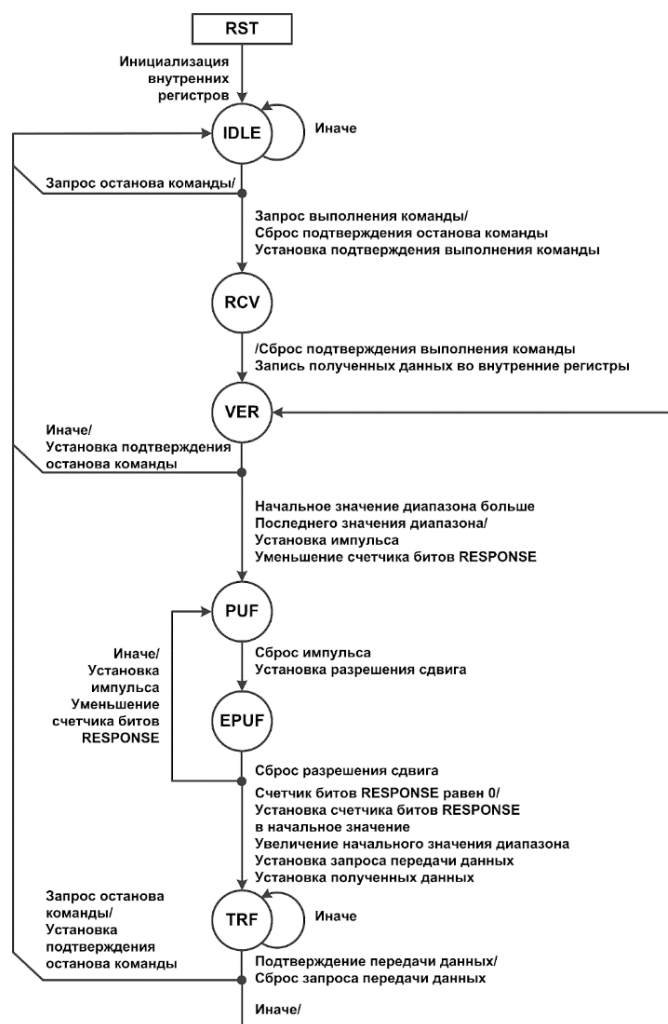 RST
Инициализация
внутренних
регистров
IDLE
Иначе
Запрос останова команды/
Запрос выполнения команды/
Сброс подтверждения останова команды
Установка подтверждения выполнения команды
RCV
/Сброс подтверждения выполнения команды
Запись полученных данных во внутренние регистры
VER
Иначе/
Установка подтверждения
останова команды
Начальное значение диапазона больше
Последнего значения диапазона/
Установка импульса
Уменьшение счетчика битов RESPONSE
PUF
Иначе/
Установка
импульса
Уменьшение
счетчика битов
RESPONSE
Сброс импульса
Установка разрешения сдвига
EPUF
Сброс разрешения сдвига
Счетчик битов RESPONSE равен 0/
Установка счетчика битов RESPONSE
в начальное значение
Увеличение начального значения диапазона
Установка запроса передачи данных
Установка полученных данных
TRF
Иначе
Запрос останова
команды/
Установка
подтверждения
останова команды
Подтверждение передачи данных/
Сброс запроса передачи данных
Иначе/